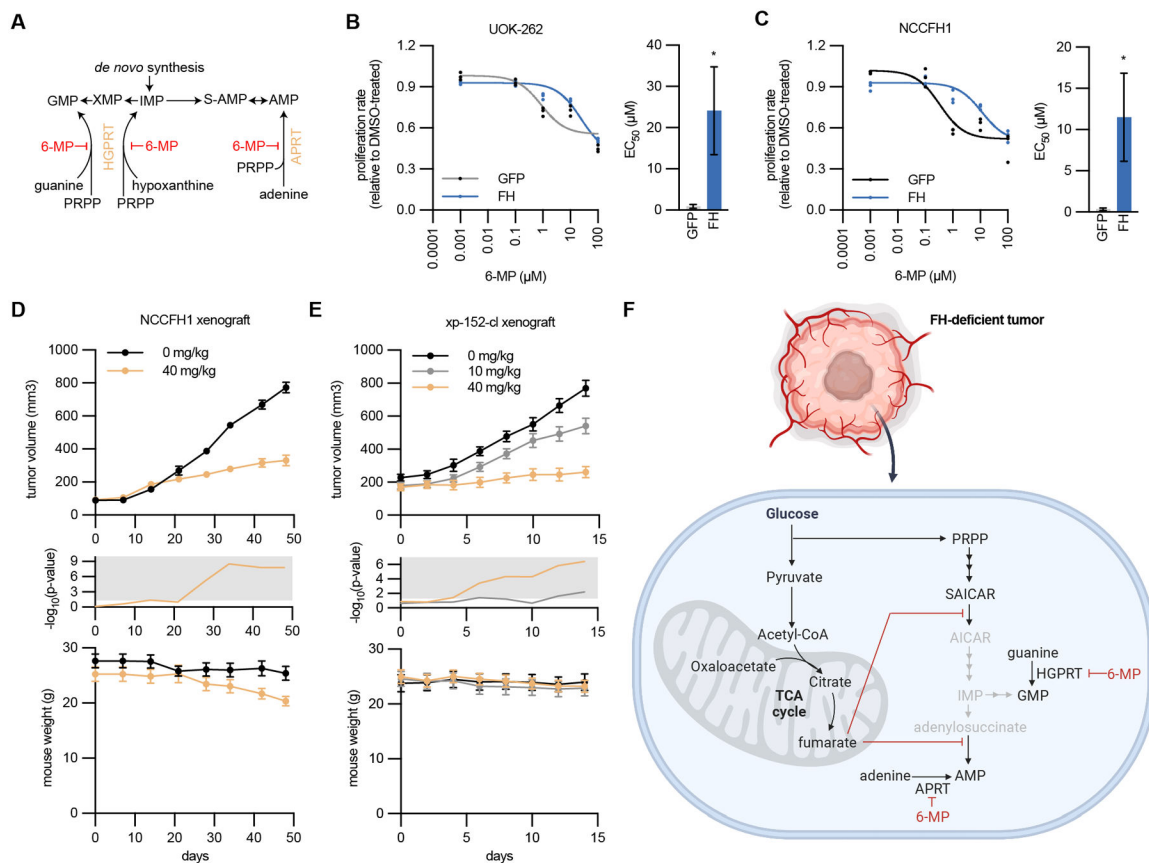 A
de novo synthesis
GMP
XMP
IMP
S-AMP
AMP
6-MP
HGPRT
6-MP
6-MP
APRT
PRPP
guanine
hypoxanthine
adenine
PRPP
PRPP
B
UOK-262
proliferation rate
(relative to DMSO-treated)
1.2
0.9
0.6
0.3
0.0
GFP
FH
0.0001
0.001
0.01
0.1
1
10
100
6-MP (µM)
EC50 (µM)
40
30
20
10
0
*
GFP
FH
C
NCCFH1
proliferation rate
(relative to DMSO-treated)
1.2
0.9
0.6
0.3
0.0
GFP
FH
0.0001
0.001
0.01
0.1
1
10
100
6-MP (µM)
EC50 (µM)
20
15
10
5
0
*
GFP
FH
D
NCCFH1 xenograft
0 mg/kg
40 mg/kg
tumor volume (mm3)
1000
800
600
400
200
0
0 10 20 30 40 50
-log10(p-value)
9
6
3
0
0 10 20 30 40 50
mouse weight (g)
30
20
10
0
0 10 20 30 40 50
days
E
xp-152-cl xenograft
0 mg/kg
10 mg/kg
40 mg/kg
tumor volume (mm3)
1000
800
600
400
200
0
0 5 10 15
-log10(p-value)
6
4
2
0
0 5 10 15
mouse weight (g)
30
20
10
0
0 5 10 15
days
F
FH-deficient tumor
Glucose
PRPP
Pyruvate
SAICAR
Acetyl-CoA
AICAR
Oxaloacetate
Citrate
guanine
HGPRT
6-MP
TCA
cycle
IMP
GMP
adenylosuccinate
fumarate
adenine
AMP
APRT
6-MP